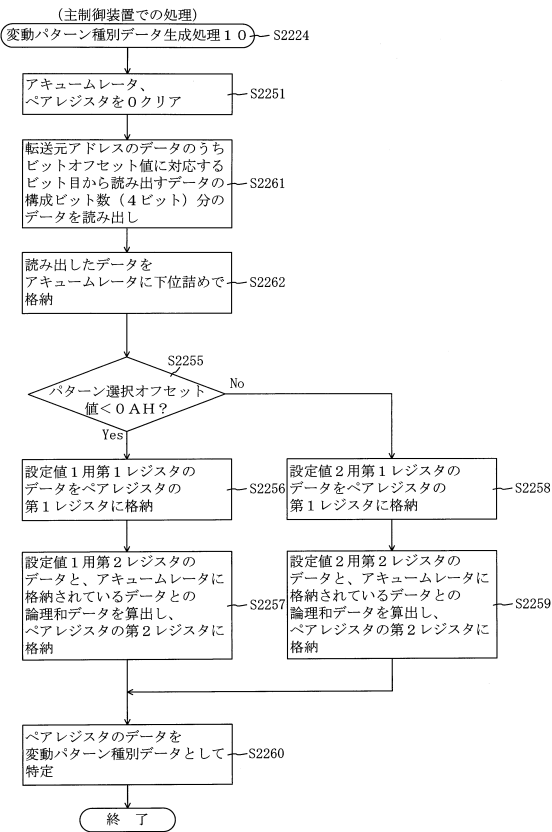 (主制御装置での処理)
変動パターン種別データ生成処理10
S2224
アキュームレータ、
ペアレジスタを0クリア
S2251
転送元アドレスのデータのうち
ビットオフセット値に対応する
ビット目から読み出すデータの
構成ビット数(4ビット)分の
データを読み出し
S2261
読み出したデータを
アキュームレータに下位詰めで
格納
S2262
S2255
パターン選択オフセット
値<0AH?
No
Yes
設定値1用第1レジスタの
データをペアレジスタの
第1レジスタに格納
S2256
設定値2用第1レジスタの
データをペアレジスタの
第1レジスタに格納
S2258
設定値1用第2レジスタの
データと、アキュームレータに
格納されているデータとの
論理和データを算出し、
ペアレジスタの第2レジスタに
格納
S2257
設定値2用第2レジスタの
データと、アキュームレータに
格納されているデータとの
論理和データを算出し、
ペアレジスタの第2レジスタに
格納
S2259
ペアレジスタのデータを
変動パターン種別データとして
特定
S2260
終 了